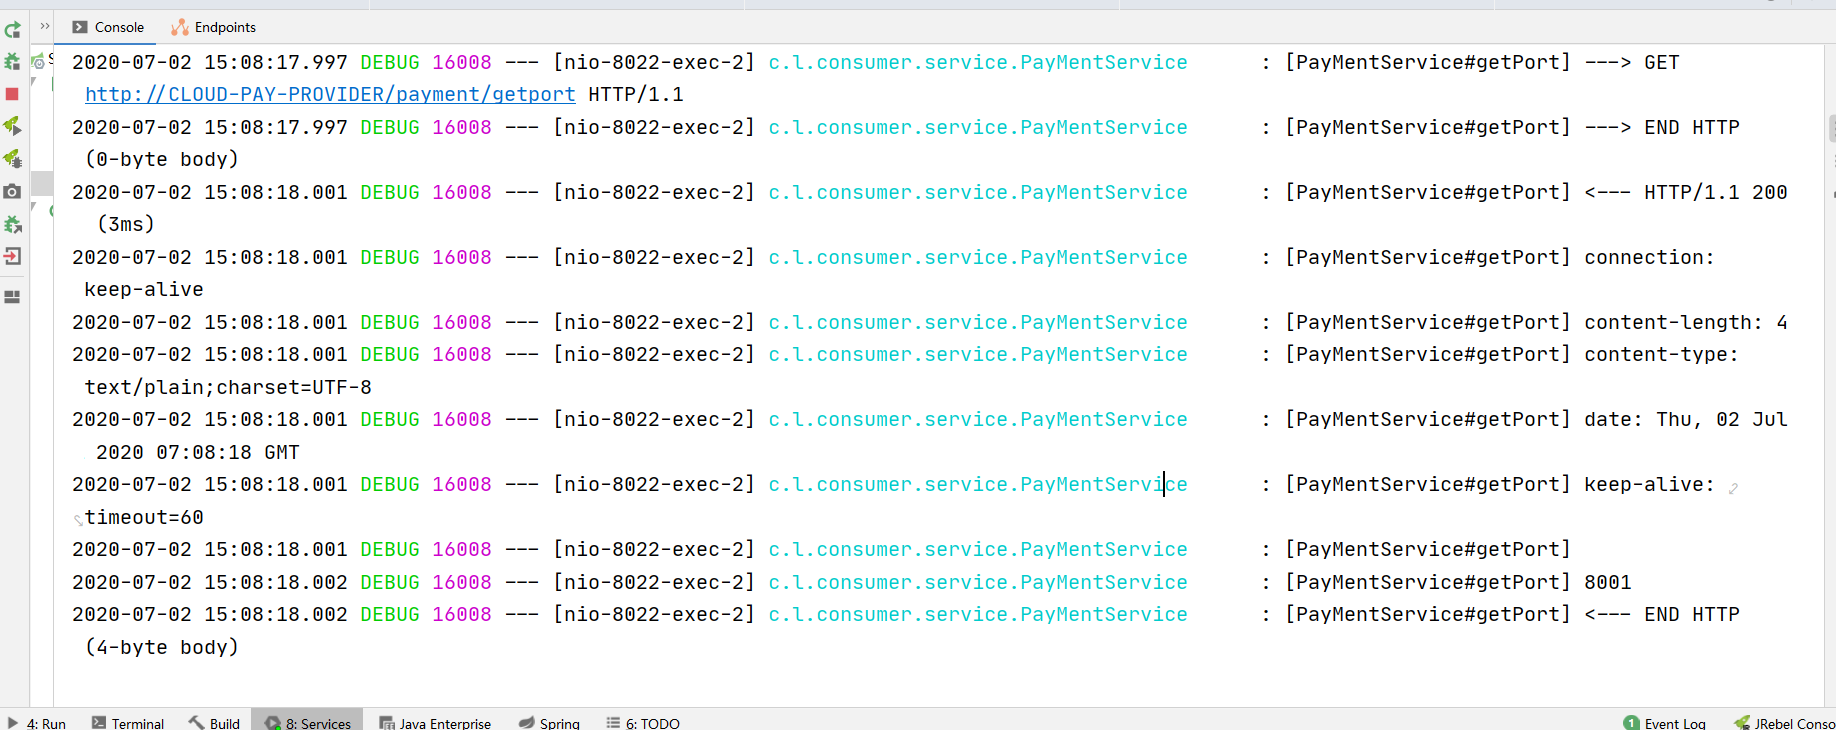 Console Endpoints
2020-07-02 15:08:17.997 DEBUG 16008 --- [nio-8022-exec-2] c.l.consumer.service.PayMentService : [PayMentService#getPort] ---> GET
http://CLOUD-PAY-PROVIDER/payment/getport HTTP/1.1
2020-07-02 15:08:17.997 DEBUG 16008 --- [nio-8022-exec-2] c.l.consumer.service.PayMentService : [PayMentService#getPort] ---> END HTTP
(0-byte body)
2020-07-02 15:08:18.001 DEBUG 16008 --- [nio-8022-exec-2] c.l.consumer.service.PayMentService : [PayMentService#getPort] <--- HTTP/1.1 200
(3ms)
2020-07-02 15:08:18.001 DEBUG 16008 --- [nio-8022-exec-2] c.l.consumer.service.PayMentService : [PayMentService#getPort] connection:
keep-alive
2020-07-02 15:08:18.001 DEBUG 16008 --- [nio-8022-exec-2] c.l.consumer.service.PayMentService : [PayMentService#getPort] content-length: 4
2020-07-02 15:08:18.001 DEBUG 16008 --- [nio-8022-exec-2] c.l.consumer.service.PayMentService : [PayMentService#getPort] content-type:
text/plain;charset=UTF-8
2020-07-02 15:08:18.001 DEBUG 16008 --- [nio-8022-exec-2] c.l.consumer.service.PayMentService : [PayMentService#getPort] date: Thu, 02 Jul
2020 07:08:18 GMT
2020-07-02 15:08:18.001 DEBUG 16008 --- [nio-8022-exec-2] c.l.consumer.service.PayMentService : [PayMentService#getPort] keep-alive:
timeout=60
2020-07-02 15:08:18.001 DEBUG 16008 --- [nio-8022-exec-2] c.l.consumer.service.PayMentService : [PayMentService#getPort]
2020-07-02 15:08:18.002 DEBUG 16008 --- [nio-8022-exec-2] c.l.consumer.service.PayMentService : [PayMentService#getPort] 8001
2020-07-02 15:08:18.002 DEBUG 16008 --- [nio-8022-exec-2] c.l.consumer.service.PayMentService : [PayMentService#getPort] <--- END HTTP
(4-byte body)
4: Run Terminal Build 8: Services Java Enterprise Spring 6: TODO 1 Event Log JRebel Conso